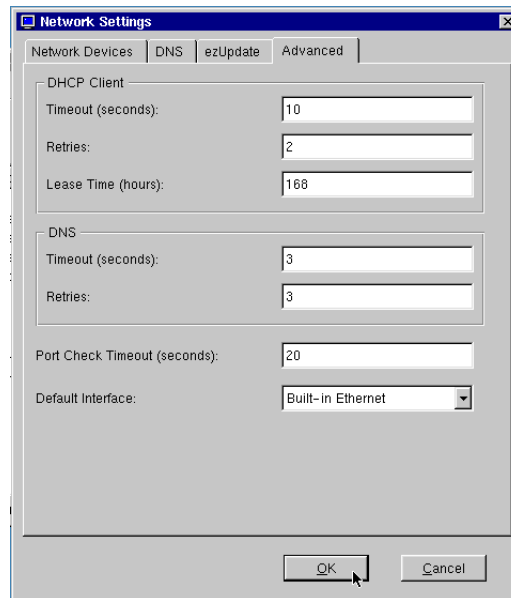 Network Settings
Network Devices DNS ezUpdate Advanced
DHCP Client
Timeout (seconds): 10
Retries: 2
Lease Time (hours): 168
DNS
Timeout (seconds): 3
Retries: 3
Port Check Timeout (seconds): 20
Default Interface: Built-in Ethernet
OK Cancel